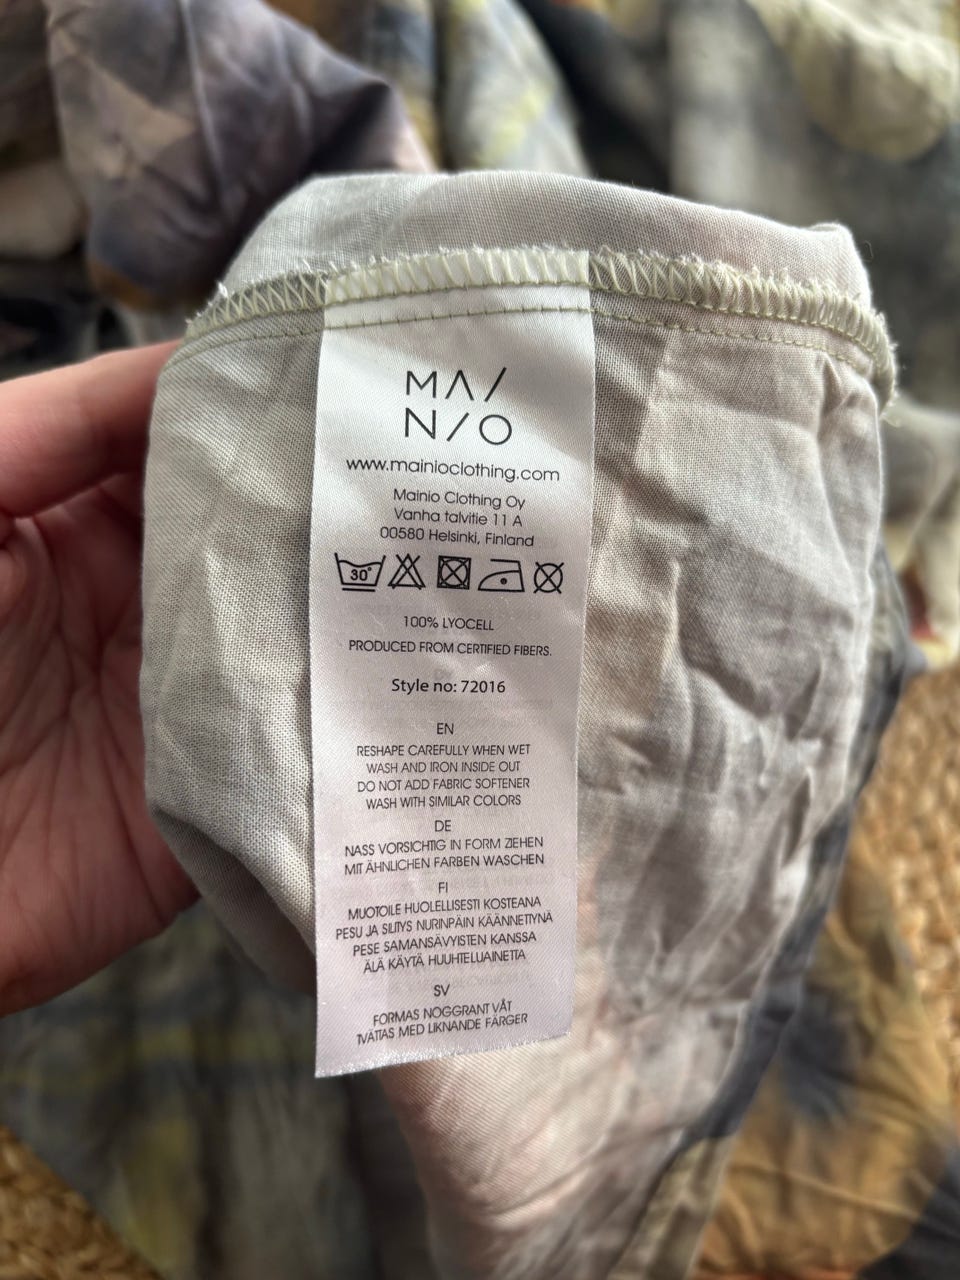 MAI
NIO
www.mainioclothing.com
Mainio Clothing Oy
Vanha talvitie 11 A
00580 Helsinki, Finland
30°
100% LYOCELL
PRODUCED FROM CERTIFIED FIBERS.
Style no: 72016
EN
RESHAPE CAREFULLY WHEN WET
WASH AND IRON INSIDE OUT
DO NOT ADD FABRIC SOFTENER
WASH WITH SIMILAR COLORS
DE
NASS VORSICHTIG IN FORM ZIEHEN
MIT ÄHNLICHEN FARBEN WASCHEN
FI
MUOTOILE HUOLELLISESTI KOSTEANA
PESU JA SILITYS NURINPÄIN KÄÄNNETTYNÄ
PESE SAMANSÄVYISTEN KANSSA
ÄLÄ KÄYTÄ HUUHTELUAINETTA
SV
FORMAS NOGGRANT VÅT
TVÄTTAS MED LIKNANDE FÄRGER